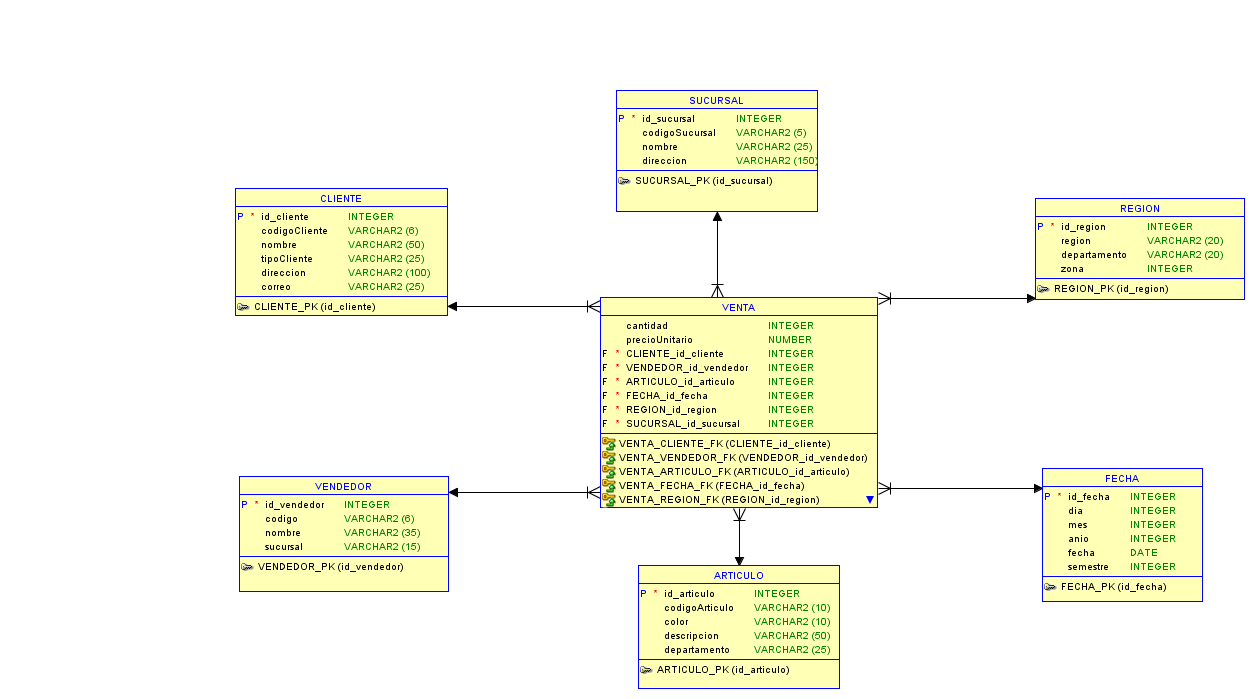 SUCURSAL
P * id_sucursal INTEGER
codigoSucursal VARCHAR2 (5)
nombre VARCHAR2 (25)
direccion VARCHAR2 (150)
SUCURSAL_PK (id_sucursal)
CLIENTE
P * id_cliente INTEGER
codigoCliente VARCHAR2 (6)
nombre VARCHAR2 (50)
tipoCliente VARCHAR2 (25)
direccion VARCHAR2 (100)
correo VARCHAR2 (25)
CLIENTE_PK (id_cliente)
REGION
P * id_region INTEGER
region VARCHAR2 (20)
departamento VARCHAR2 (20)
zona INTEGER
REGION_PK (id_region)
VENTA
cantidad INTEGER
precioUnitario NUMBER
F * CLIENTE_id_cliente INTEGER
F * VENDEDOR_id_vendedor INTEGER
F * ARTICULO_id_articulo INTEGER
F * FECHA_id_fecha INTEGER
F * REGION_id_region INTEGER
F * SUCURSAL_id_sucursal INTEGER
VENTA_CLIENTE_FK (CLIENTE_id_cliente)
VENTA_VENDEDOR_FK (VENDEDOR_id_vendedor)
VENTA_ARTICULO_FK (ARTICULO_id_articulo)
VENTA_FECHA_FK (FECHA_id_fecha)
VENTA_REGION_FK (REGION_id_region)
VENDEDOR
P * id_vendedor INTEGER
codigo VARCHAR2 (6)
nombre VARCHAR2 (35)
sucursal VARCHAR2 (15)
VENDEDOR_PK (id_vendedor)
FECHA
P * id_fecha INTEGER
dia INTEGER
mes INTEGER
anio INTEGER
fecha DATE
semestre INTEGER
FECHA_PK (id_fecha)
ARTICULO
P * id_articulo INTEGER
codigoArticulo VARCHAR2 (10)
color VARCHAR2 (10)
descripcion VARCHAR2 (50)
departamento VARCHAR2 (25)
ARTICULO_PK (id_articulo)